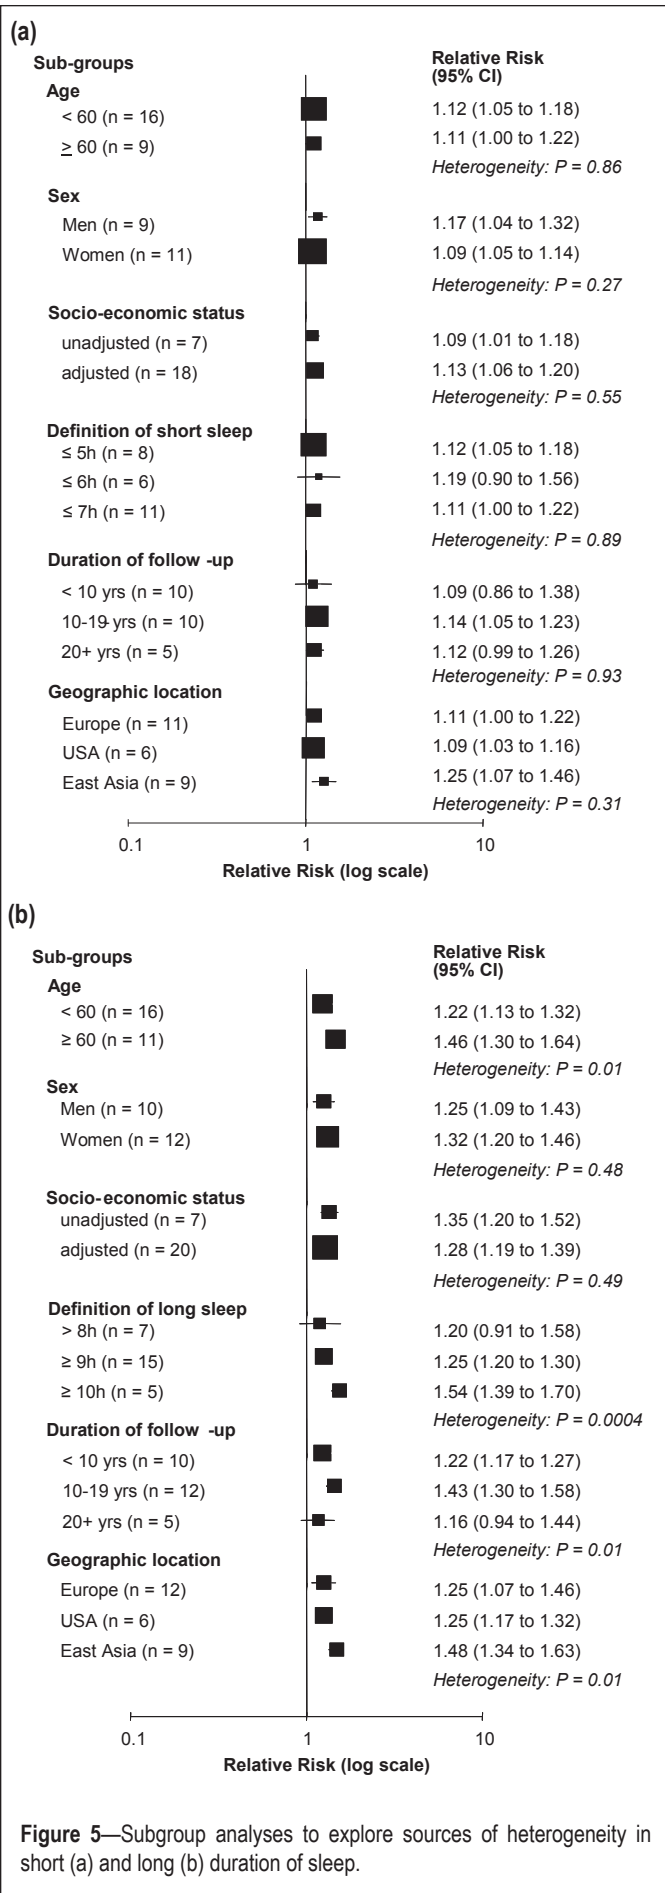 (a)
Sub-groups
Relative Risk
(95% CI)
Age
< 60 (n = 16) 1.12 (1.05 to 1.18)
≥ 60 (n = 9) 1.11 (1.00 to 1.22)
Heterogeneity: P = 0.86
Sex
Men (n = 9) 1.17 (1.04 to 1.32)
Women (n = 11) 1.09 (1.05 to 1.14)
Heterogeneity: P = 0.27
Socio-economic status
unadjusted (n = 7) 1.09 (1.01 to 1.18)
adjusted (n = 18) 1.13 (1.06 to 1.20)
Heterogeneity: P = 0.55
Definition of short sleep
≤ 5h (n = 8) 1.12 (1.05 to 1.18)
≤ 6h (n = 6) 1.19 (0.90 to 1.56)
≤ 7h (n = 11) 1.11 (1.00 to 1.22)
Heterogeneity: P = 0.89
Duration of follow -up
< 10 yrs (n = 10) 1.09 (0.86 to 1.38)
10-19- yrs (n = 10) 1.14 (1.05 to 1.23)
20+ yrs (n = 5) 1.12 (0.99 to 1.26)
Heterogeneity: P = 0.93
Geographic location
Europe (n = 11) 1.11 (1.00 to 1.22)
USA (n = 6) 1.09 (1.03 to 1.16)
East Asia (n = 9) 1.25 (1.07 to 1.46)
Heterogeneity: P = 0.31
0.1 1 10
Relative Risk (log scale)
(b)
Sub-groups
Relative Risk
(95% CI)
Age
< 60 (n = 16) 1.22 (1.13 to 1.32)
≥ 60 (n = 11) 1.46 (1.30 to 1.64)
Heterogeneity: P = 0.01
Sex
Men (n = 10) 1.25 (1.09 to 1.43)
Women (n = 12) 1.32 (1.20 to 1.46)
Heterogeneity: P = 0.48
Socio-economic status
unadjusted (n = 7) 1.35 (1.20 to 1.52)
adjusted (n = 20) 1.28 (1.19 to 1.39)
Heterogeneity: P = 0.49
Definition of long sleep
> 8h (n = 7) 1.20 (0.91 to 1.58)
≥ 9h (n = 15) 1.25 (1.20 to 1.30)
≥ 10h (n = 5) 1.54 (1.39 to 1.70)
Heterogeneity: P = 0.0004
Duration of follow -up
< 10 yrs (n = 10) 1.22 (1.17 to 1.27)
10-19 yrs (n = 12) 1.43 (1.30 to 1.58)
20+ yrs (n = 5) 1.16 (0.94 to 1.44)
Heterogeneity: P = 0.01
Geographic location
Europe (n = 12) 1.25 (1.07 to 1.46)
USA (n = 6) 1.25 (1.17 to 1.32)
East Asia (n = 9) 1.48 (1.34 to 1.63)
Heterogeneity: P = 0.01
0.1 1 10
Relative Risk (log scale)
Figure 5—Subgroup analyses to explore sources of heterogeneity in
short (a) and long (b) duration of sleep.